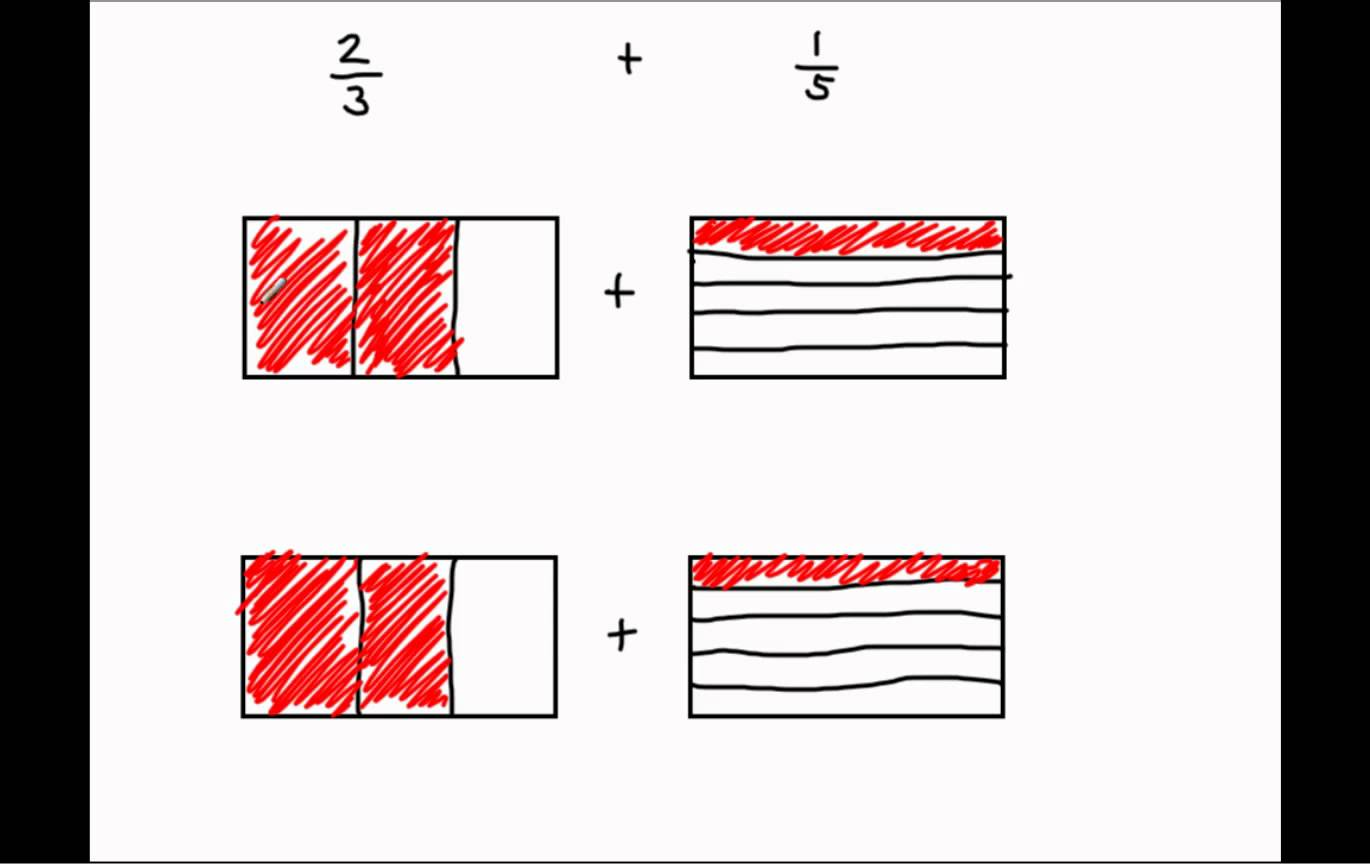 2/3 + 1/5
+
+